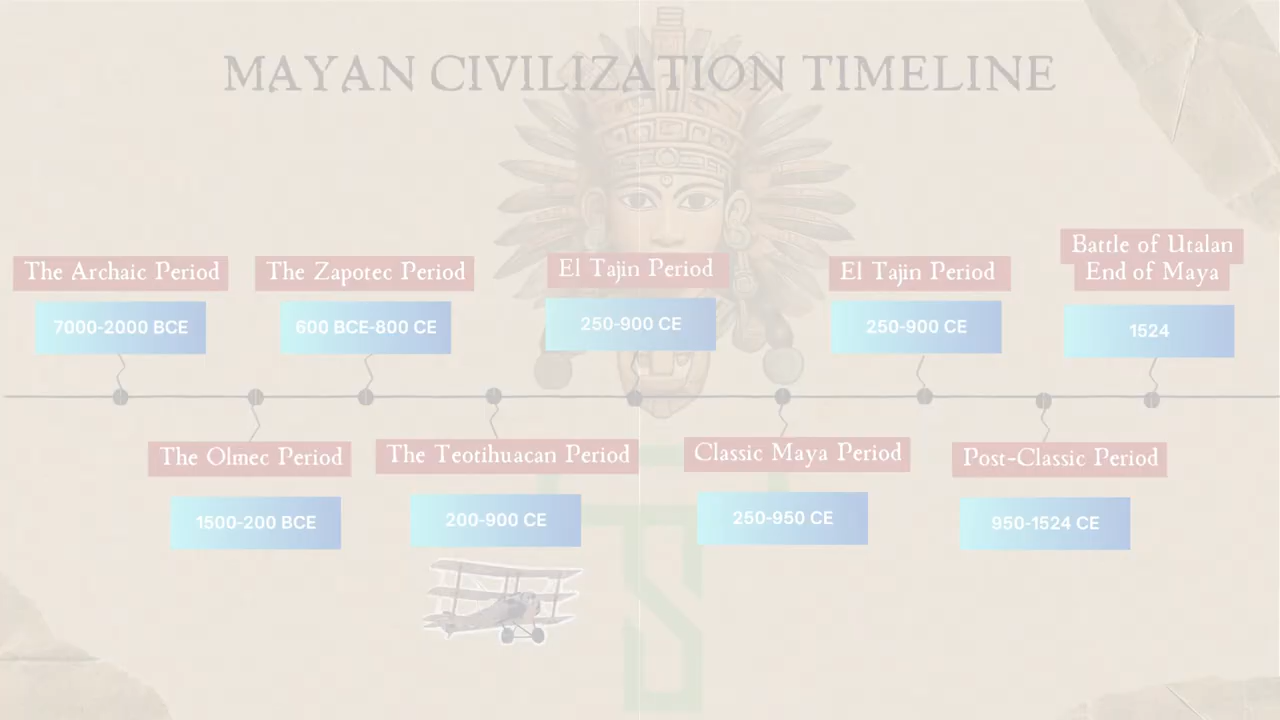 MAYAN CIVILIZATION TIMELINE
The Archaic Period
7000-2000 BCE
The Olmec Period
1500-200 BCE
The Zapotec Period
600 BCE-800 CE
The Teotihuacan Period
200-900 CE
El Tajin Period
250-900 CE
Classic Maya Period
250-950 CE
El Tajin Period
250-900 CE
Post-Classic Period
950-1524 CE
Battle of Utalan
End of Maya
1524